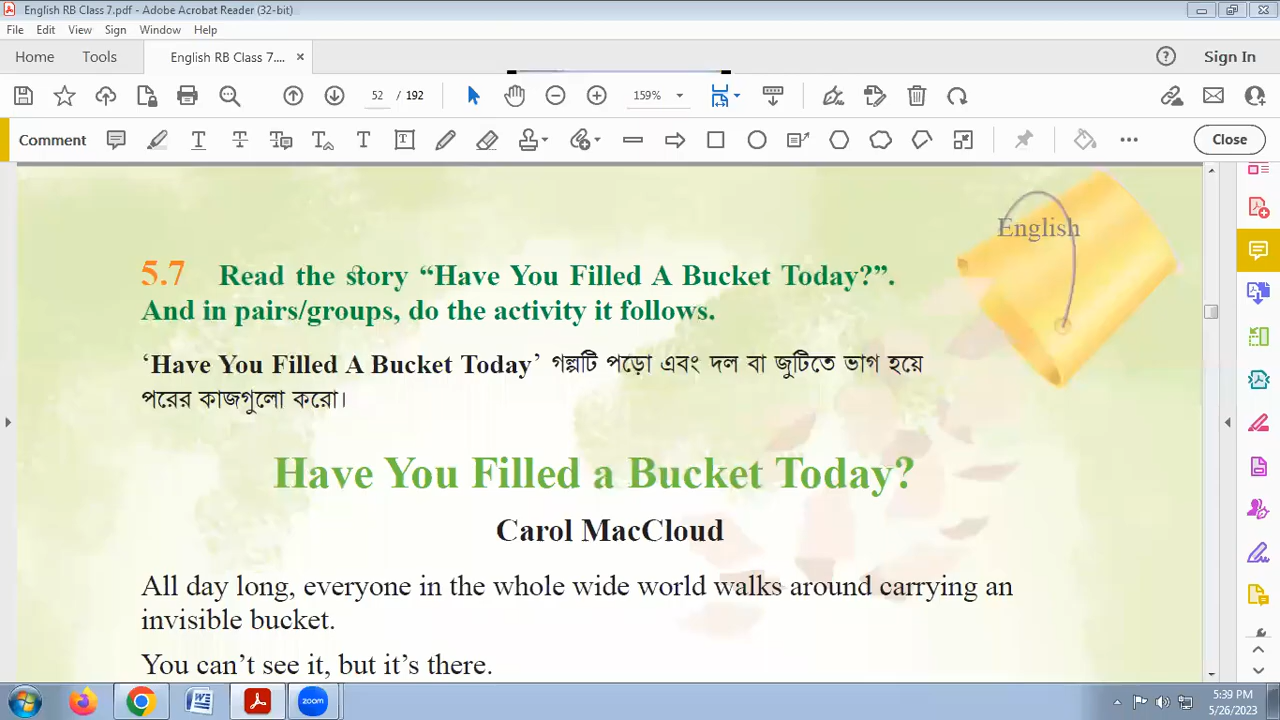 English RB Class 7.pdf - Adobe Acrobat Reader (32-bit)
File Edit View Sign Window Help
Home Tools English RB Class 7.... × Sign In
52 / 192 159%
Comment Close
English
5.7 Read the story “Have You Filled A Bucket Today?”.
And in pairs/groups, do the activity it follows.
‘Have You Filled A Bucket Today’ গল্পটি পড়ো এবং দল বা জুটিতে ভাগ হয়ে
পরের কাজগুলো করো।
Have You Filled a Bucket Today?
Carol MacCloud
All day long, everyone in the whole wide world walks around carrying an
invisible bucket.
You can’t see it, but it’s there.
zoom
5:39 PM
5/26/2023